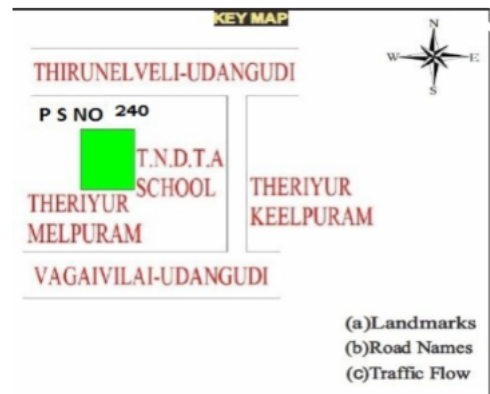 KEY MAP
N
W E
S
THIRUNELVELI-UDANGUDI
P S NO 240
T.N.D.T.A
SCHOOL
THERIYUR
MELPURAM
THERIYUR
KEELPURAM
VAGAIVILAI-UDANGUDI
(a)Landmarks
(b)Road Names
(c)Traffic Flow